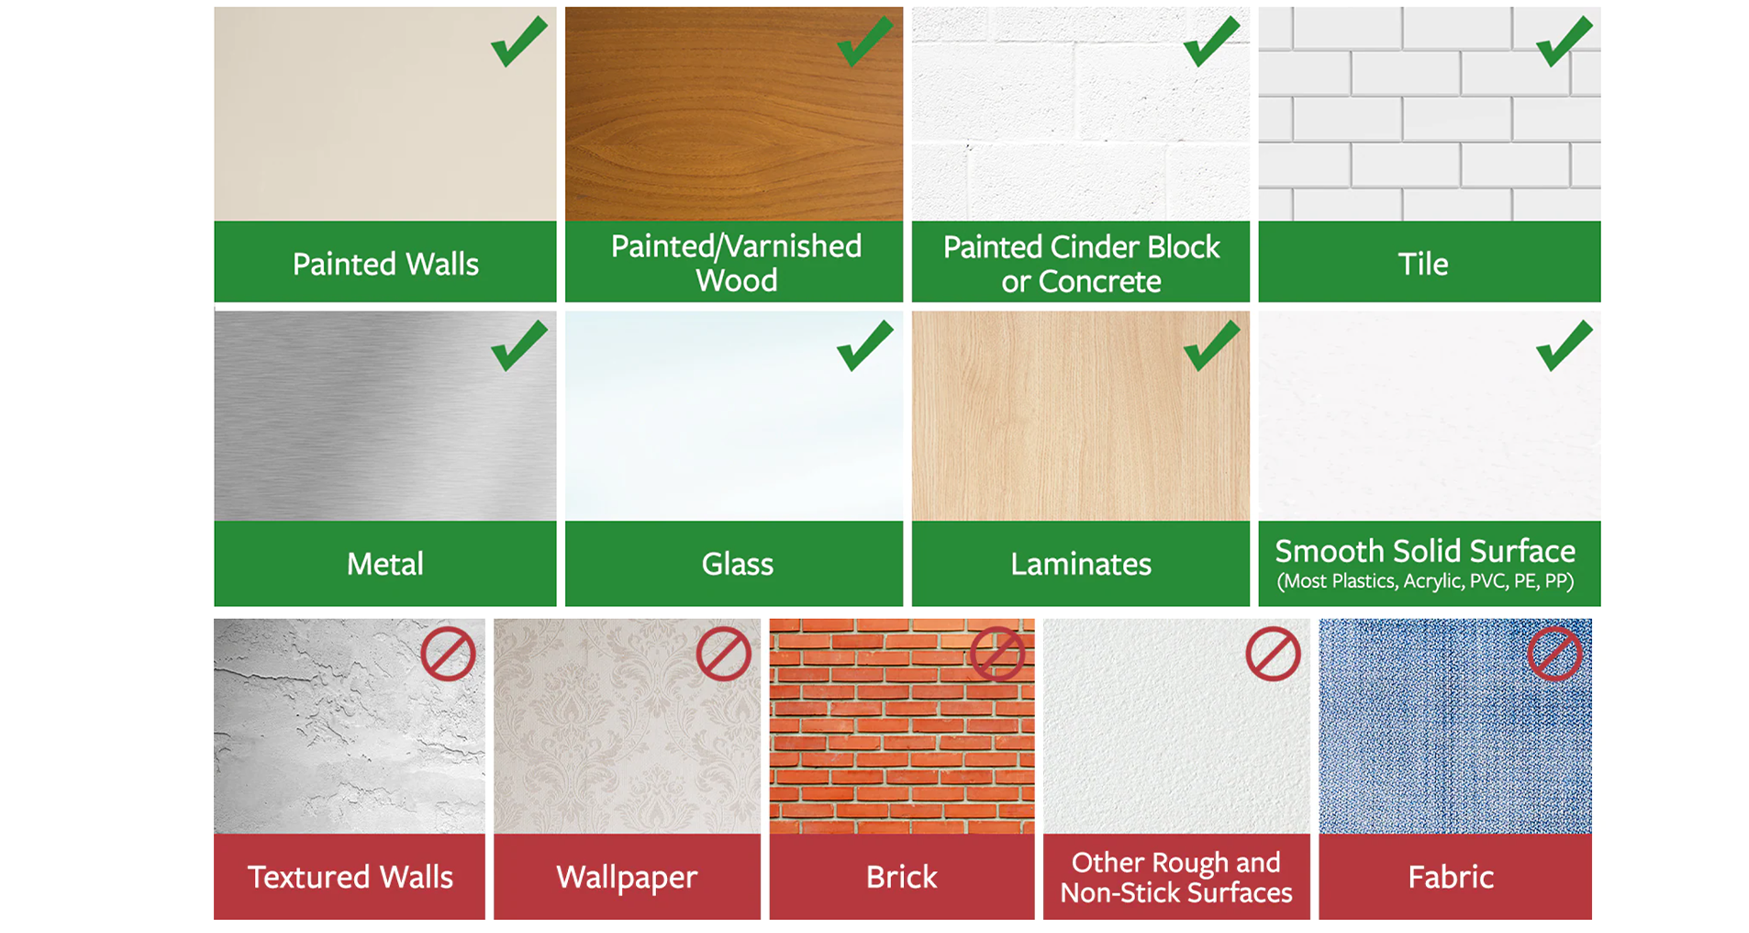 Painted Walls
Painted/Varnished
Wood
Painted Cinder Block
or Concrete
Tile
Metal
Glass
Laminates
Smooth Solid Surface
(Most Plastics, Acrylic, PVC, PE, PP)
Textured Walls
Wallpaper
Brick
Other Rough and
Non-Stick Surfaces
Fabric